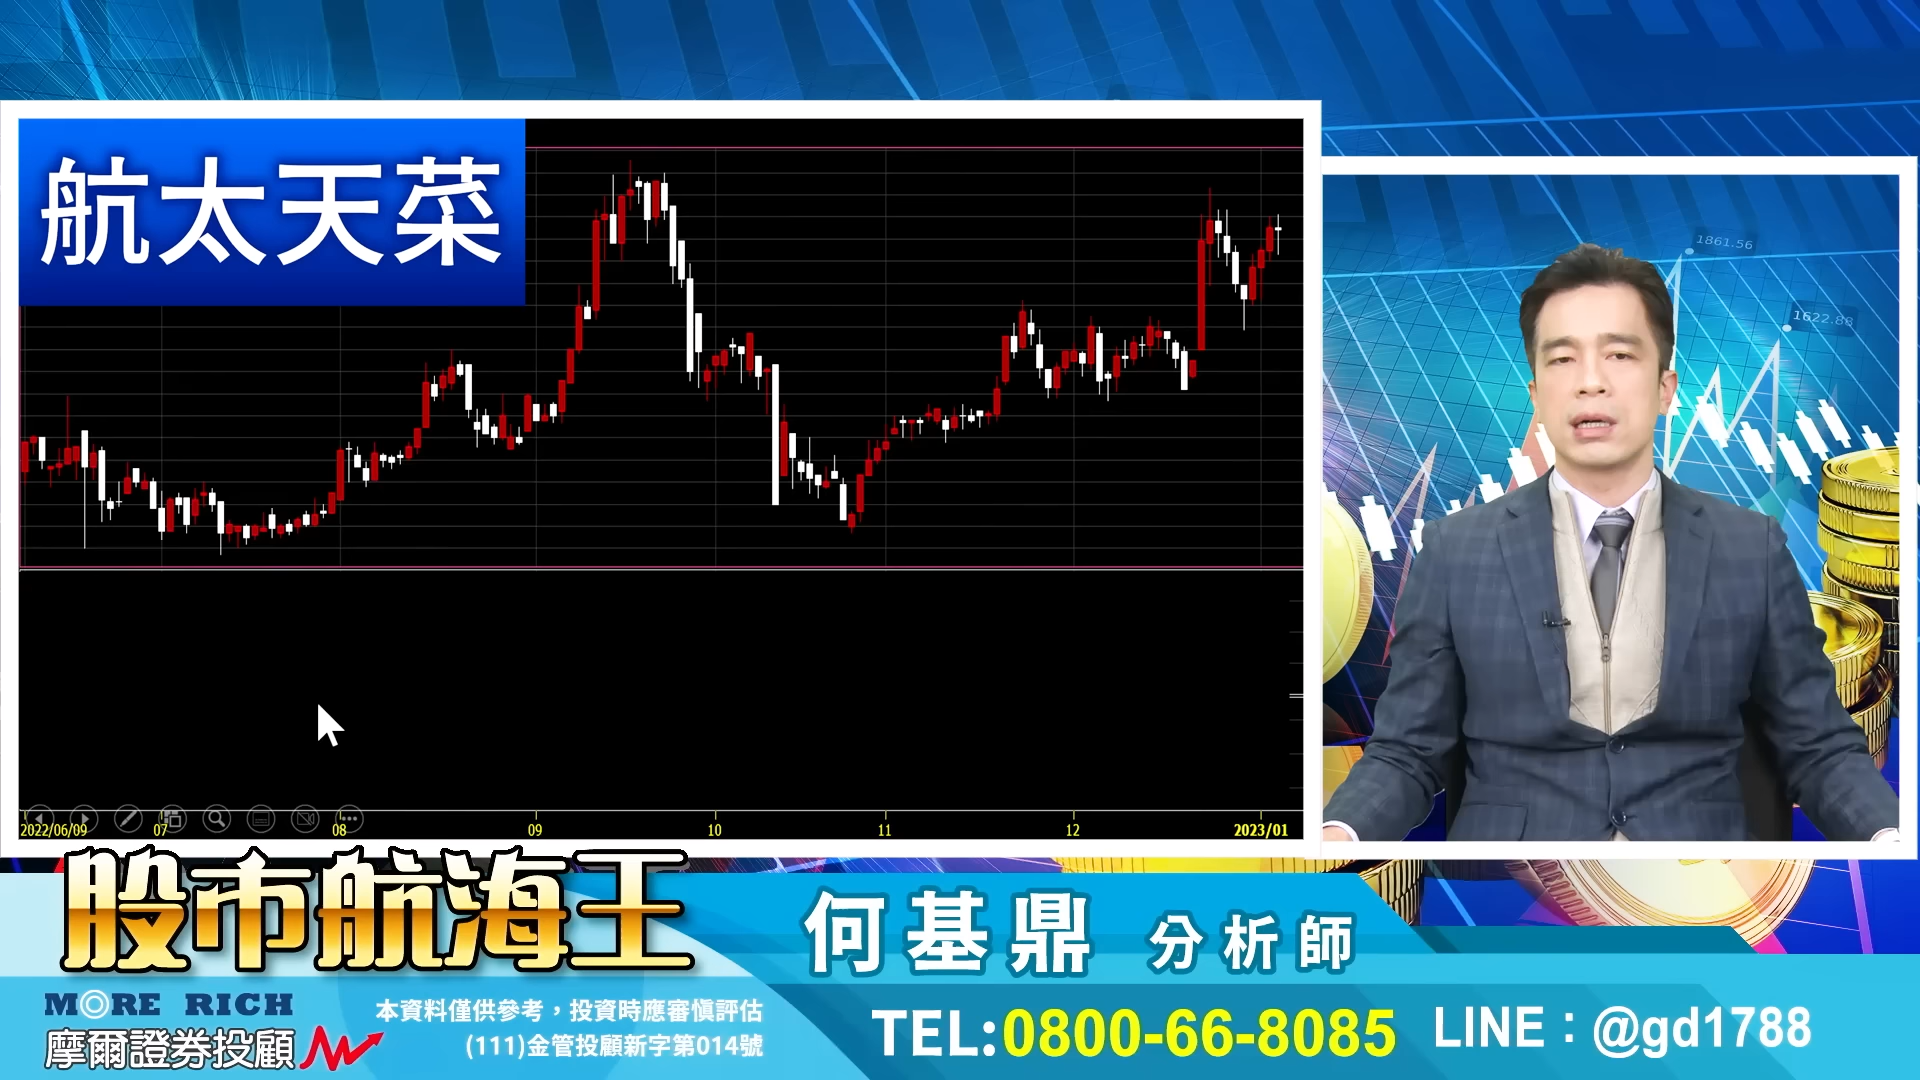 航太天菜
1861.56
1622.88
2022/06/09
07
08
09
10
11
12
2023/01
股市航海王
何基鼎 分析師
MORE RICH
摩爾證券投顧
本資料僅供參考，投資時應審慎評估
(111)金管投顧新字第014號
TEL:0800-66-8085
LINE：@gd1788